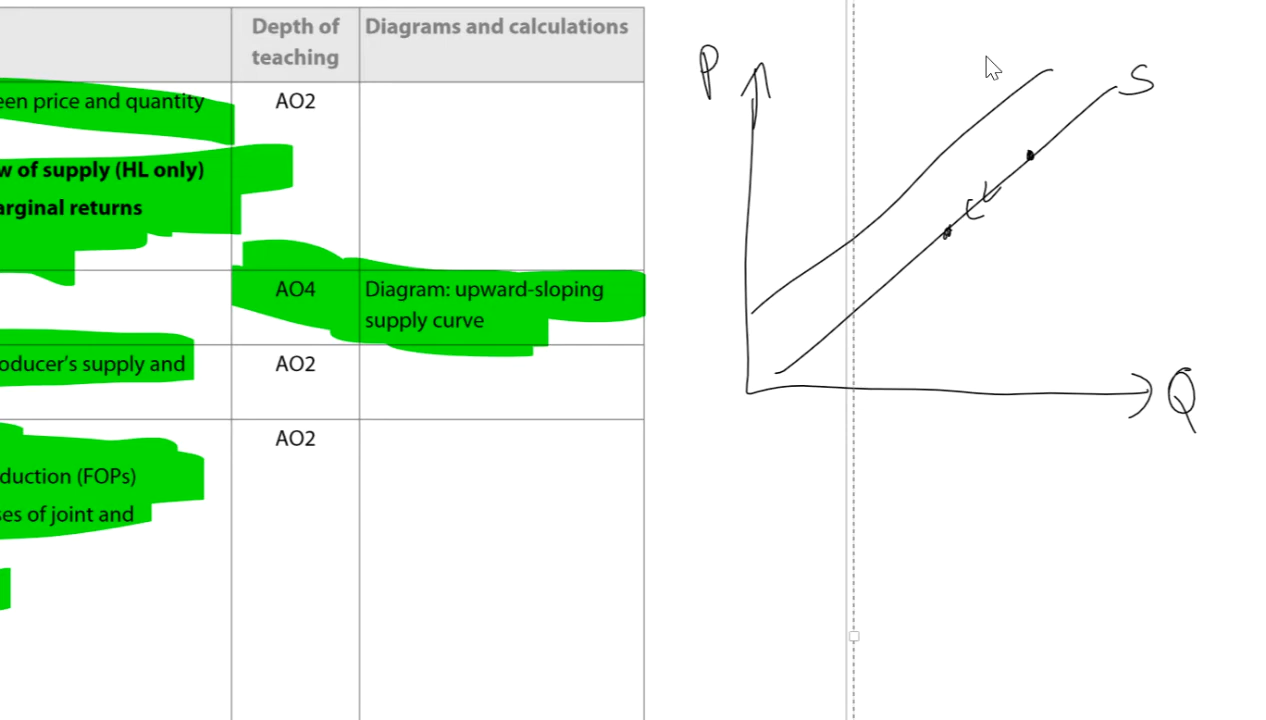 Depth of
teaching
Diagrams and calculations
een price and quantity
AO2
w of supply (HL only)
arginal returns
AO4
Diagram: upward-sloping
supply curve
oducer's supply and
AO2
AO2
duction (FOPs)
ses of joint and
P
S
Q